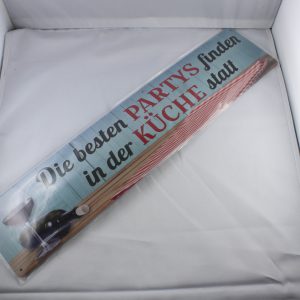 Die besten PARTYS finden
in der KÜCHE statt